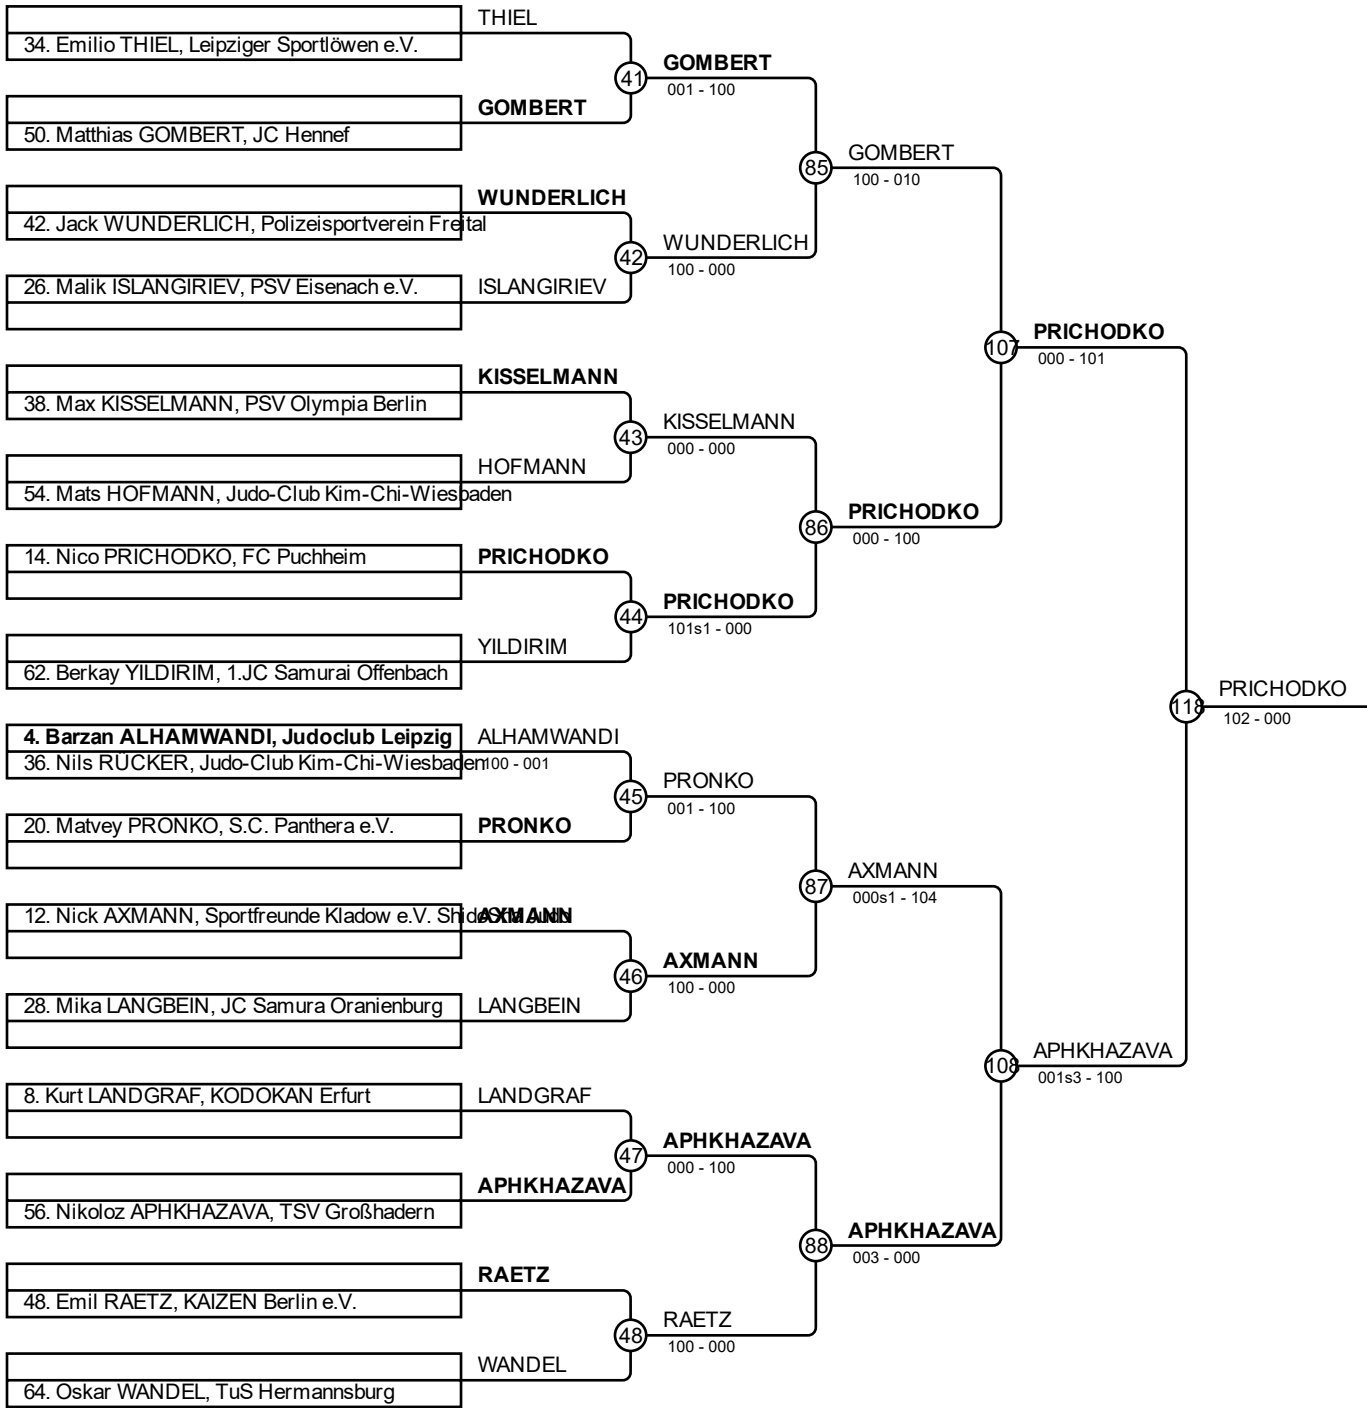 THIEL
34. Emilio THIEL, Leipziger Sportlöwen e.V.
41
GOMBERT
001 - 100
GOMBERT
50. Matthias GOMBERT, JC Hennef
85
GOMBERT
100 - 010
WUNDERLICH
42. Jack WUNDERLICH, Polizeisportverein Freital
42
WUNDERLICH
100 - 000
26. Malik ISLANGIRIEV, PSV Eisenach e.V.
ISLANGIRIEV
107
PRICHODKO
000 - 101
KISSELMANN
38. Max KISSELMANN, PSV Olympia Berlin
43
KISSELMANN
000 - 000
HOFMANN
54. Mats HOFMANN, Judo-Club Kim-Chi-Wiesbaden
86
PRICHODKO
000 - 100
14. Nico PRICHODKO, FC Puchheim
PRICHODKO
44
PRICHODKO
101s1 - 000
YILDIRIM
62. Berkay YILDIRIM, 1.JC Samurai Offenbach
118
PRICHODKO
102 - 000
4. Barzan ALHAMWANDI, Judoclub Leipzig
ALHAMWANDI
36. Nils RÜCKER, Judo-Club Kim-Chi-Wiesbaden
100 - 001
45
PRONKO
001 - 100
20. Matvey PRONKO, S.C. Panthera e.V.
PRONKO
87
AXMANN
000s1 - 104
12. Nick AXMANN, Sportfreunde Kladow e.V.
AXMANN
46
AXMANN
100 - 000
28. Mika LANGBEIN, JC Samura Oranienburg
LANGBEIN
108
APHKHAZAVA
001s3 - 100
8. Kurt LANDGRAF, KODOKAN Erfurt
LANDGRAF
47
APHKHAZAVA
000 - 100
APHKHAZAVA
56. Nikoloz APHKHAZAVA, TSV Großhadern
88
APHKHAZAVA
003 - 000
RAETZ
48. Emil RAETZ, KAIZEN Berlin e.V.
48
RAETZ
100 - 000
WANDEL
64. Oskar WANDEL, TuS Hermannsburg